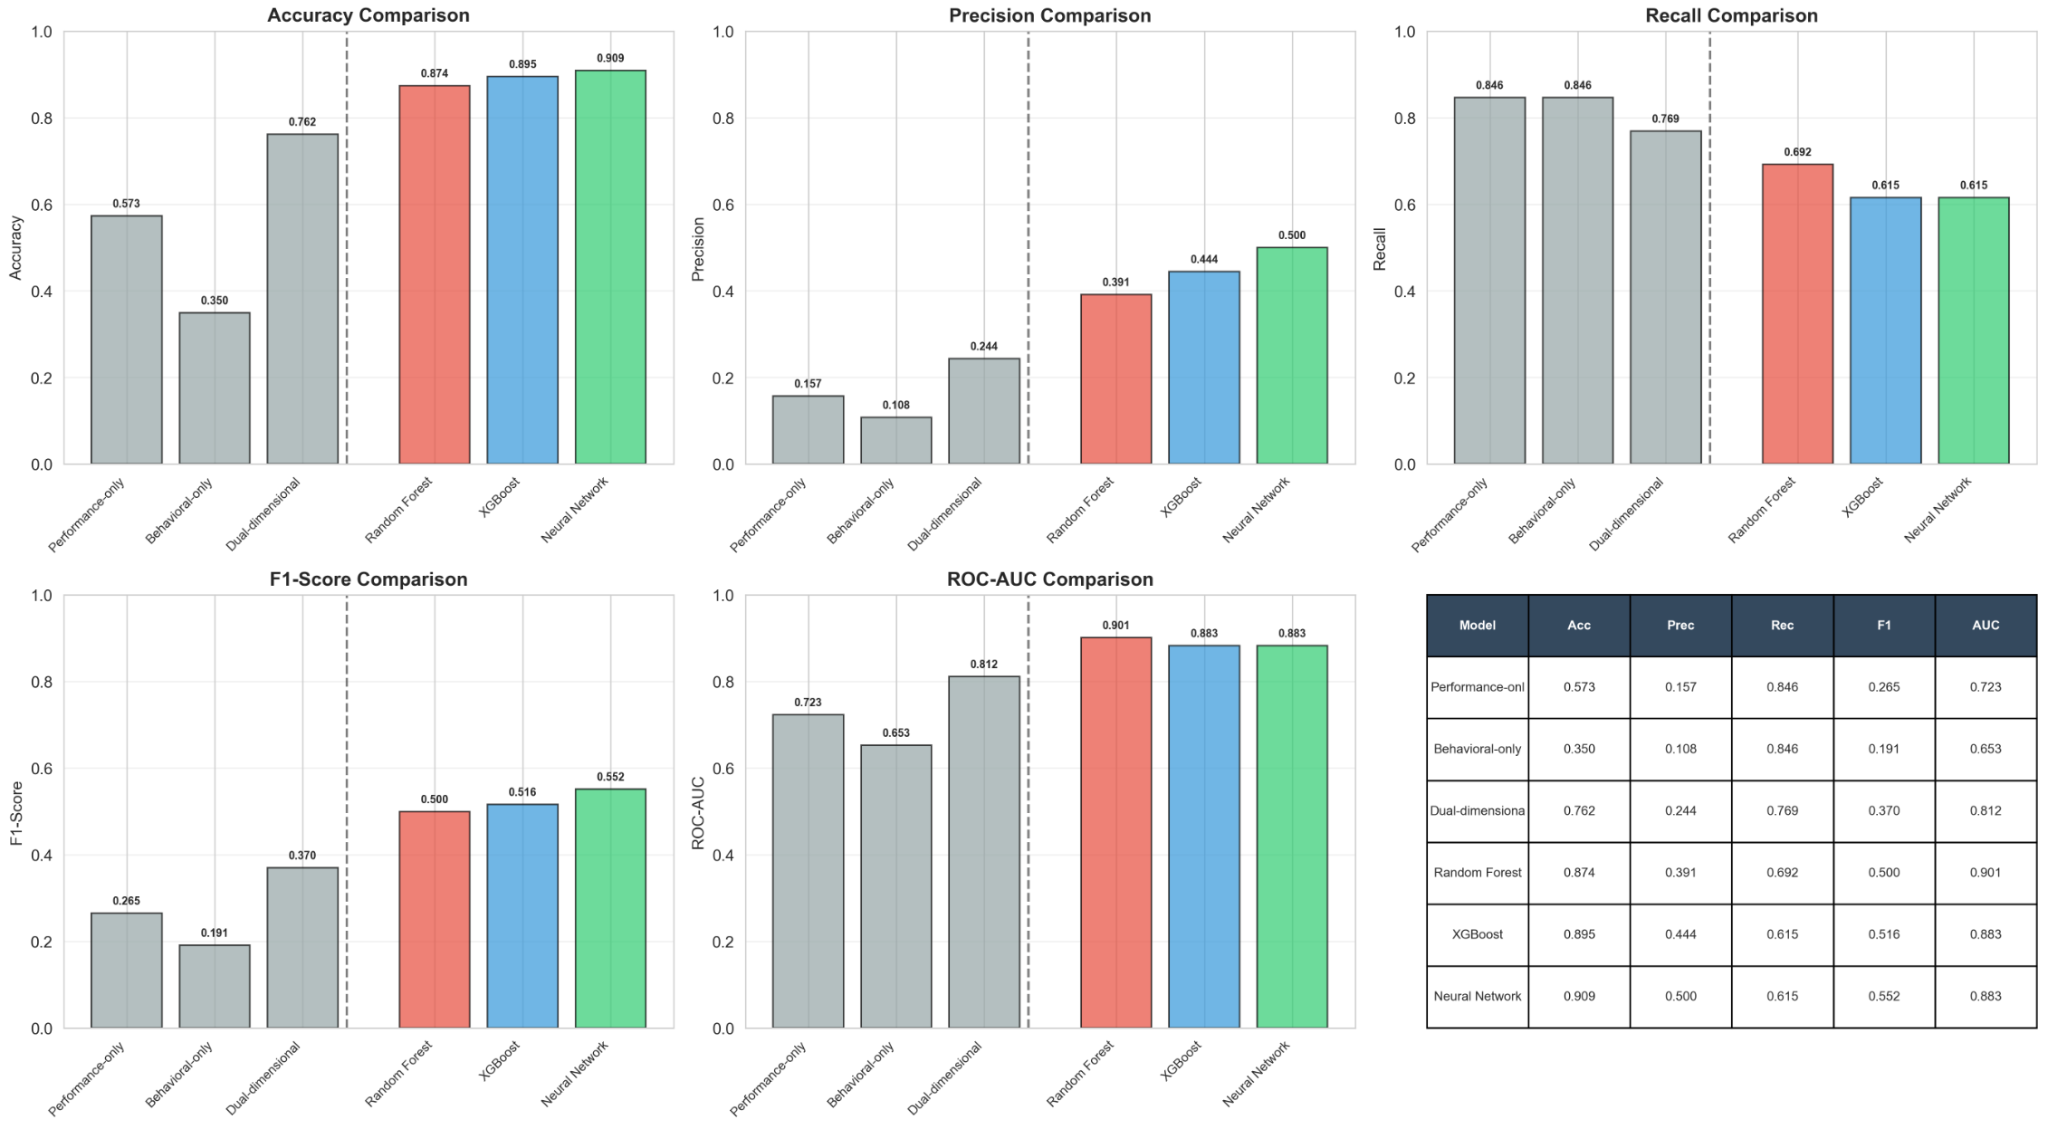 Accuracy Comparison
Accuracy
1.0
0.8
0.6
0.4
0.2
0.0
0.573
0.350
0.762
0.874
0.895
0.909
Performance-only
Behavioral-only
Dual-dimensional
Random Forest
XGBoost
Neural Network
Precision Comparison
Precision
1.0
0.8
0.6
0.4
0.2
0.0
0.157
0.108
0.244
0.391
0.444
0.500
Performance-only
Behavioral-only
Dual-dimensional
Random Forest
XGBoost
Neural Network
Recall Comparison
Recall
1.0
0.8
0.6
0.4
0.2
0.0
0.846
0.846
0.769
0.692
0.615
0.615
Performance-only
Behavioral-only
Dual-dimensional
Random Forest
XGBoost
Neural Network
F1-Score Comparison
F1-Score
1.0
0.8
0.6
0.4
0.2
0.0
0.265
0.191
0.370
0.500
0.516
0.552
Performance-only
Behavioral-only
Dual-dimensional
Random Forest
XGBoost
Neural Network
ROC-AUC Comparison
ROC-AUC
1.0
0.8
0.6
0.4
0.2
0.0
0.723
0.653
0.812
0.901
0.883
0.883
Performance-only
Behavioral-only
Dual-dimensional
Random Forest
XGBoost
Neural Network
Model Acc Prec Rec F1 AUC
Performance-onl 0.573 0.157 0.846 0.265 0.723
Behavioral-only 0.350 0.108 0.846 0.191 0.653
Dual-dimensiona 0.762 0.244 0.769 0.370 0.812
Random Forest 0.874 0.391 0.692 0.500 0.901
XGBoost 0.895 0.444 0.615 0.516 0.883
Neural Network 0.909 0.500 0.615 0.552 0.883